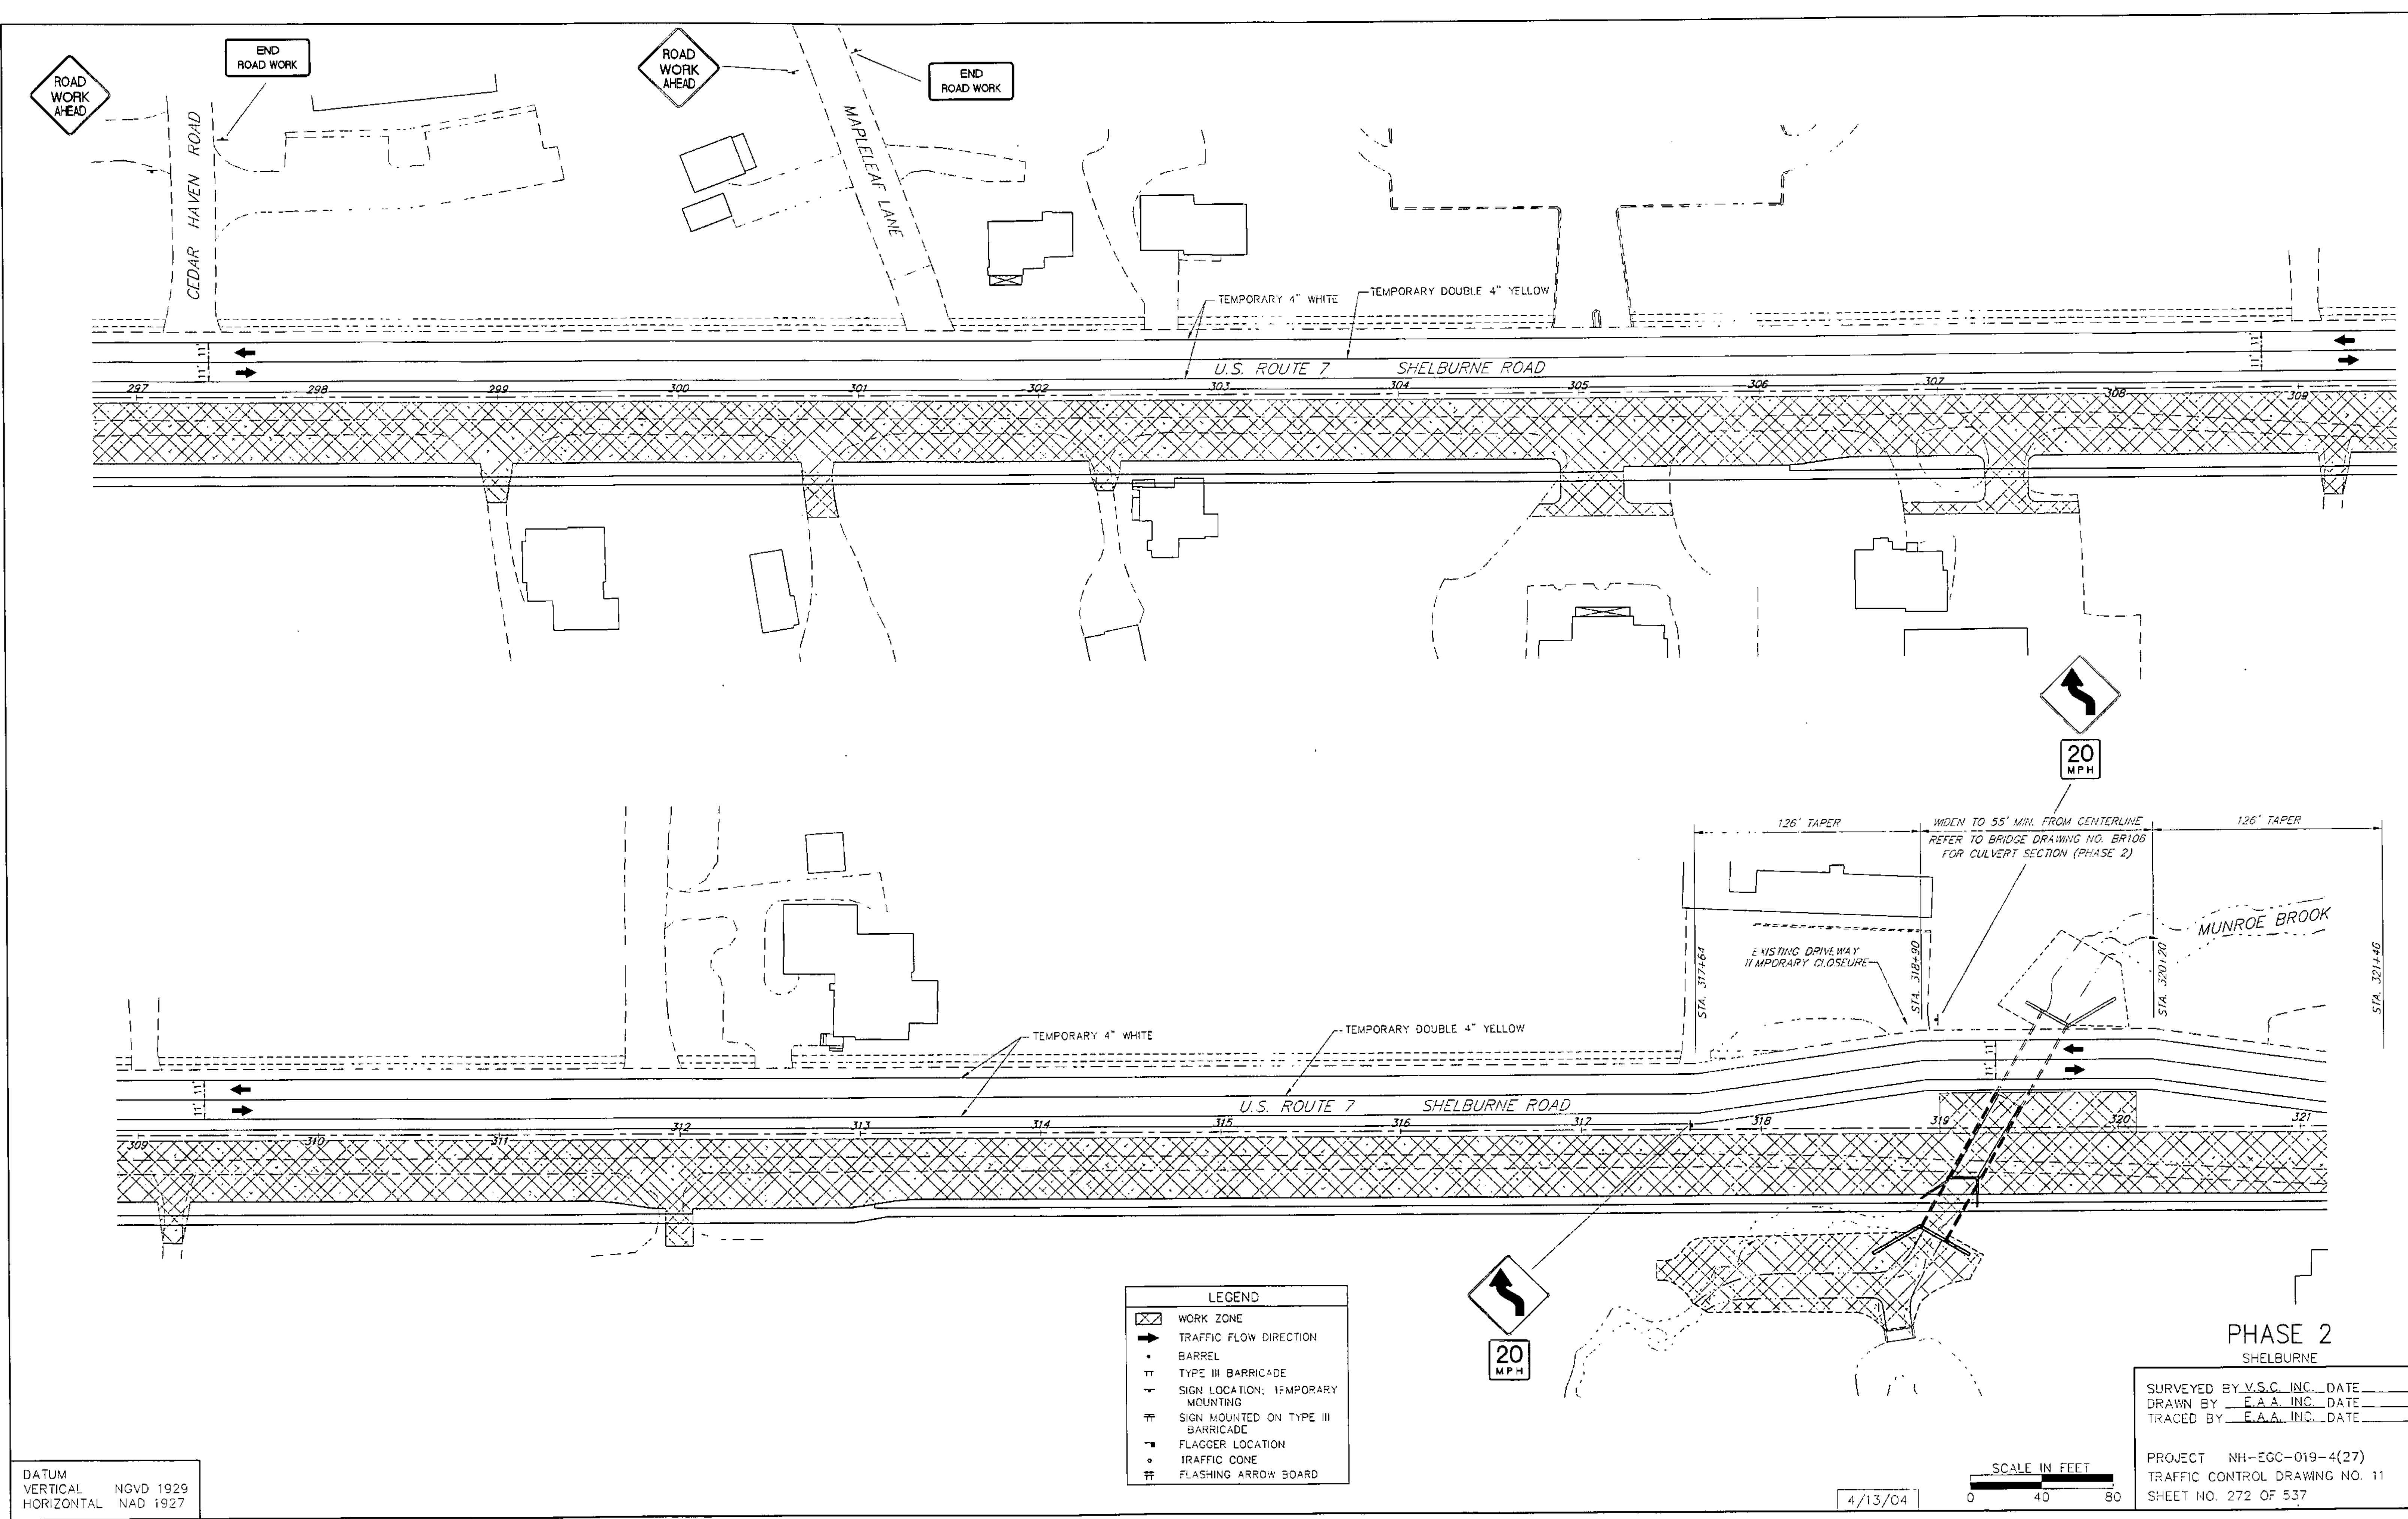 ROAD
WORK
AHEAD
END
ROAD WORK
ROAD
WORK
AHEAD
END
ROAD WORK
CEDAR HAVEN ROAD
MAPLELEAF LANE
TEMPORARY 4" WHITE
TEMPORARY DOUBLE 4" YELLOW
11' 11'
11' 11'
U.S. ROUTE 7 SHELBURNE ROAD
297 298 299 300 301 302 303 304 305 306 307 308 309
20
MPH
126' TAPER
WIDEN TO 55' MIN. FROM CENTERLINE
REFER TO BRIDGE DRAWING NO. BR106
FOR CULVERT SECTION (PHASE 2)
126' TAPER
MUNROE BROOK
EXISTING DRIVEWAY
TEMPORARY CLOSEURE
STA. 317+64
STA. 318+90
STA. 320+20
STA. 321+46
TEMPORARY 4" WHITE
TEMPORARY DOUBLE 4" YELLOW
11' 11'
11' 11'
U.S. ROUTE 7 SHELBURNE ROAD
309 310 311 312 313 314 315 316 317 318 319 320 321
20
MPH
LEGEND
WORK ZONE
TRAFFIC FLOW DIRECTION
BARREL
TYPE III BARRICADE
SIGN LOCATION; TEMPORARY
MOUNTING
SIGN MOUNTED ON TYPE III
BARRICADE
FLAGGER LOCATION
TRAFFIC CONE
FLASHING ARROW BOARD
PHASE 2
SHELBURNE
SURVEYED BY V.S.C. INC. DATE
DRAWN BY E.A.A. INC. DATE
TRACED BY E.A.A. INC. DATE
PROJECT NH-EGC-019-4(27)
TRAFFIC CONTROL DRAWING NO. 11
SHEET NO. 272 OF 537
SCALE IN FEET
0 40 80
4/13/04
DATUM
VERTICAL NGVD 1929
HORIZONTAL NAD 1927